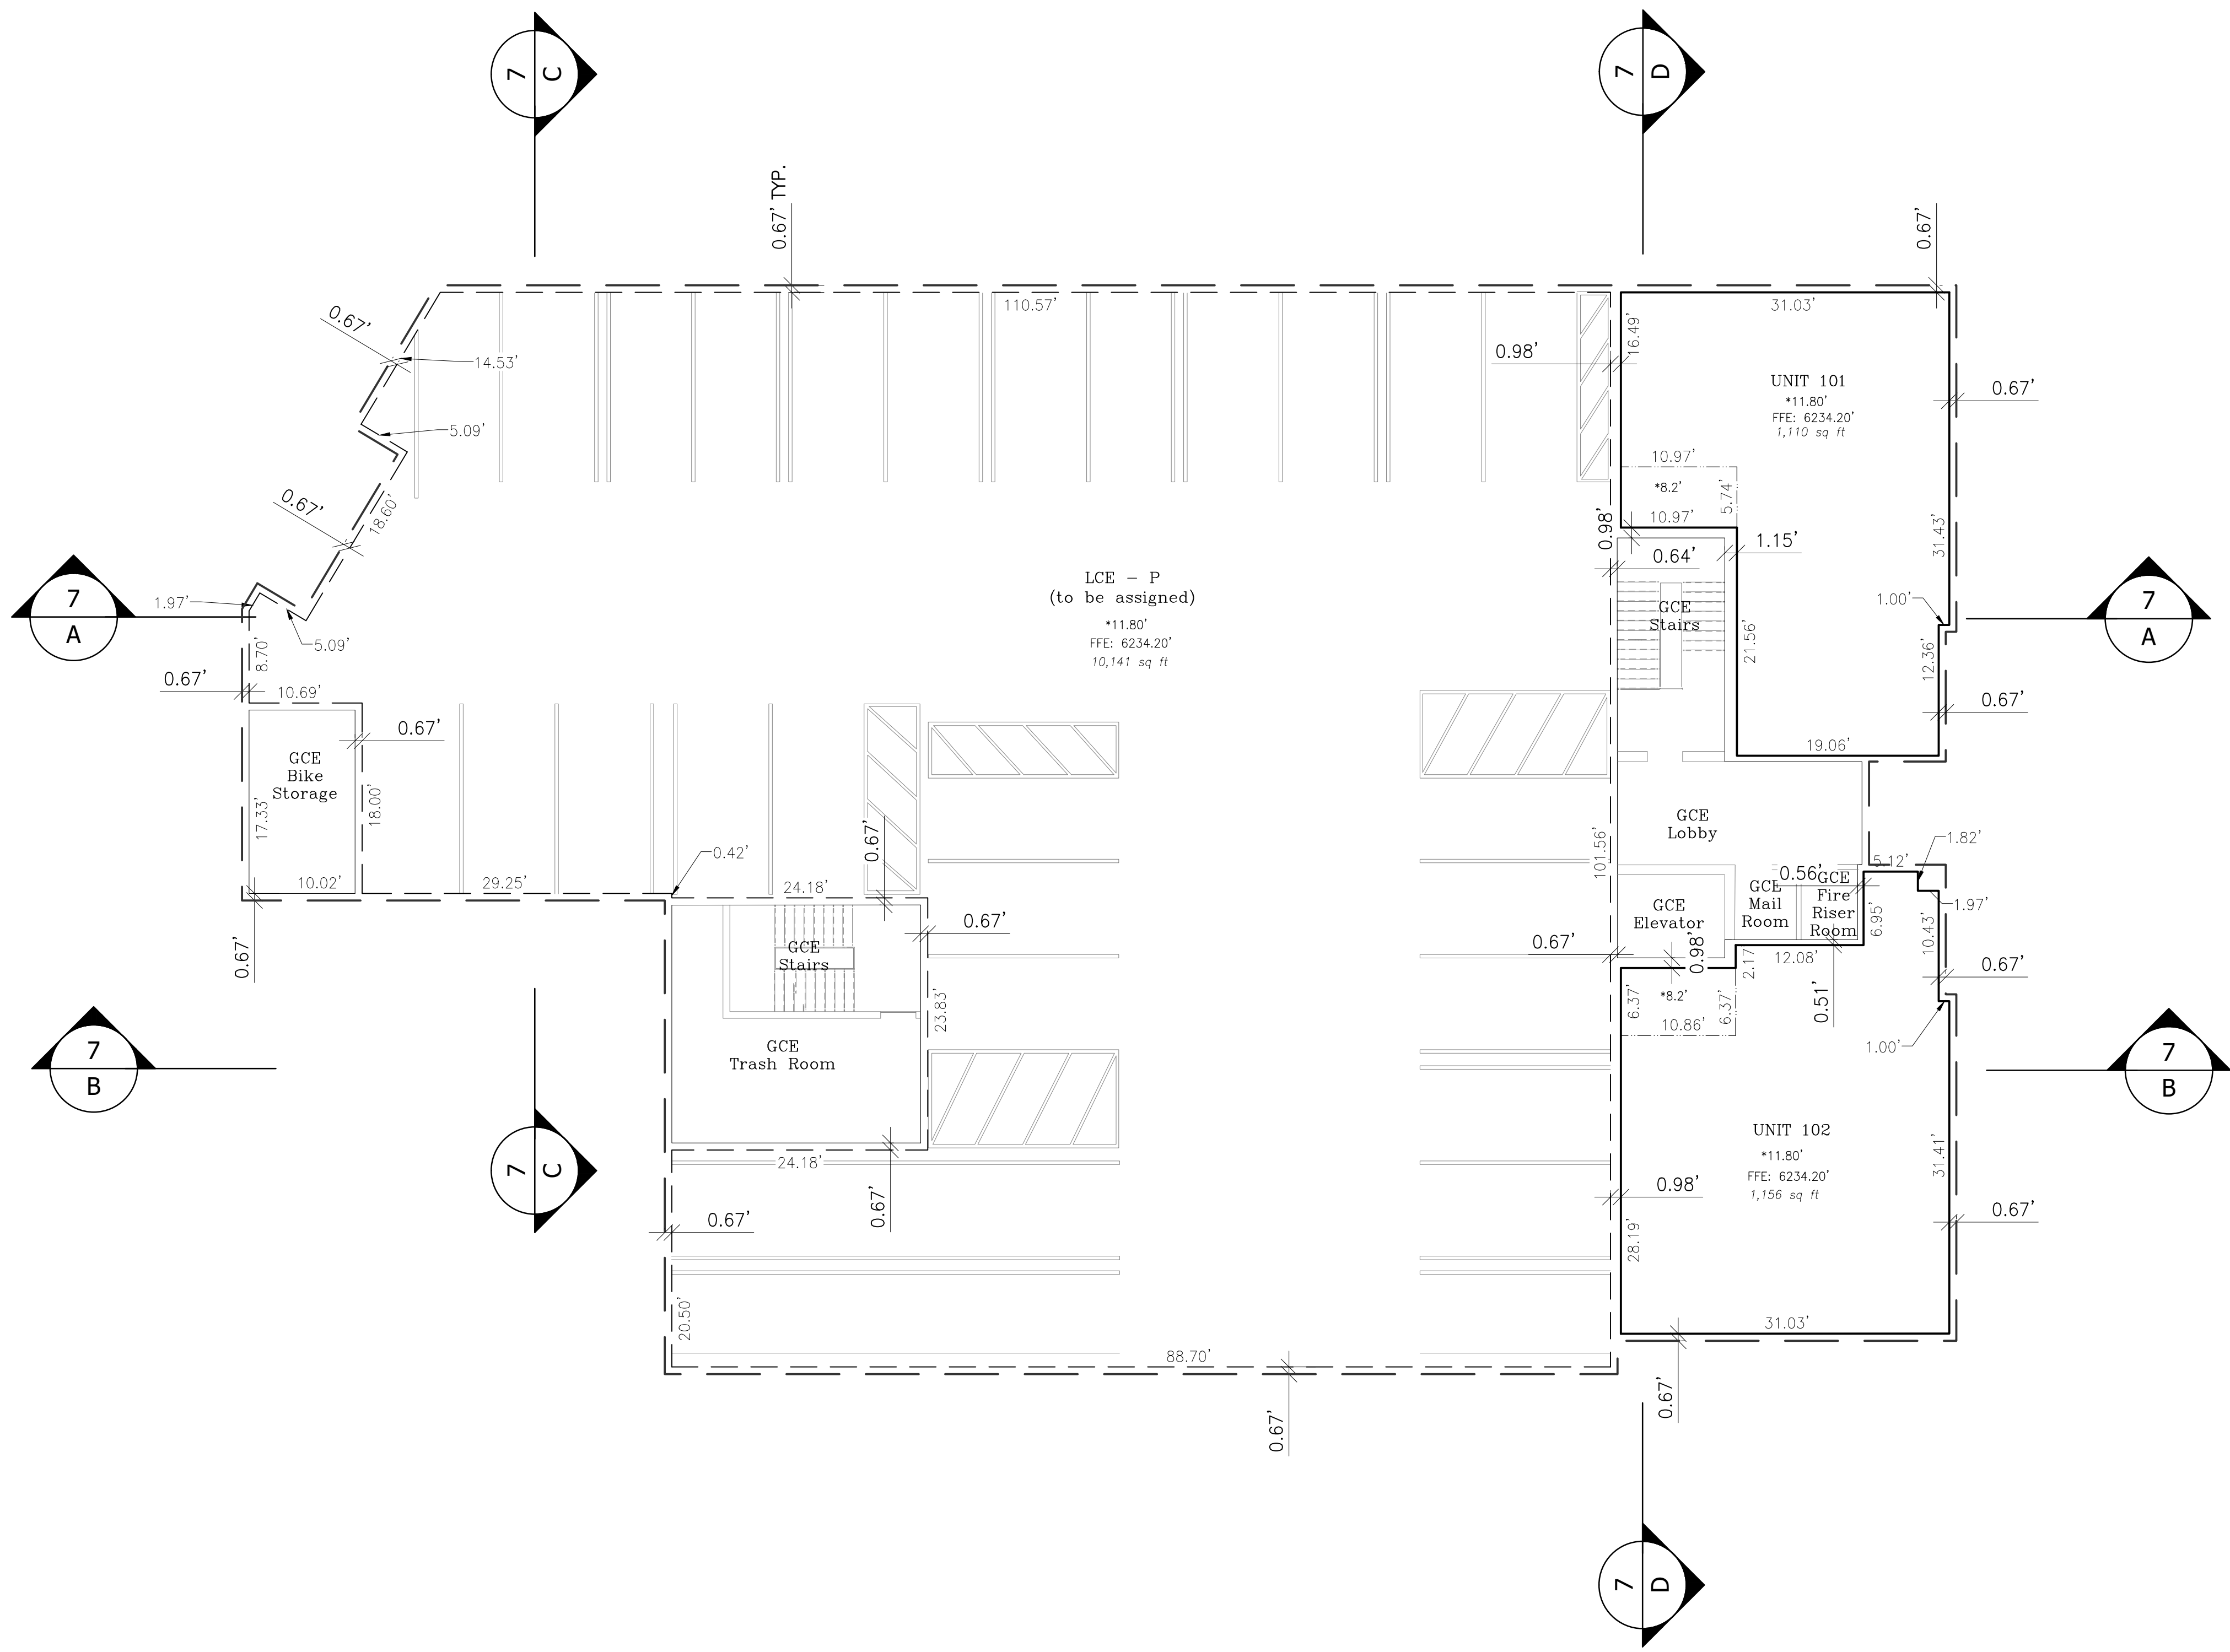 7
C
7
D
0.67' TYP.
0.67'
110.57'
31.03'
0.67'
16.49'
0.98'
14.53'
UNIT 101
*11.80'
FFE: 6234.20'
1,110 sq ft
0.67'
5.09'
10.97'
*8.2'
5.74'
0.67'
18.60'
10.97'
0.98'
31.43'
1.15'
0.64'
LCE - P
(to be assigned)
*11.80'
FFE: 6234.20'
10,141 sq ft
7
A
1.97'
5.09'
GCE
Stairs
1.00'
7
A
8.70'
21.56'
12.36'
0.67'
10.69'
0.67'
0.67'
19.06'
GCE
Bike
Storage
17.33'
18.00'
GCE
Lobby
0.67'
0.42'
1.82'
101.56'
5.12'
0.56'
10.02'
29.25'
24.18'
GCE
Mail
Room
GCE
Fire
Riser
Room
GCE
Elevator
1.97'
6.95'
10.43'
0.67'
0.67'
0.67'
0.98'
GCE
Stairs
2.17
12.08'
0.67'
6.37'
*8.2'
6.37'
0.51'
10.86'
23.83'
7
B
GCE
Trash Room
1.00'
7
B
UNIT 102
*11.80'
FFE: 6234.20'
1,156 sq ft
31.41'
7
C
24.18'
0.98'
0.67'
0.67'
0.67'
28.19'
20.50'
31.03'
88.70'
0.67'
0.67'
7
D